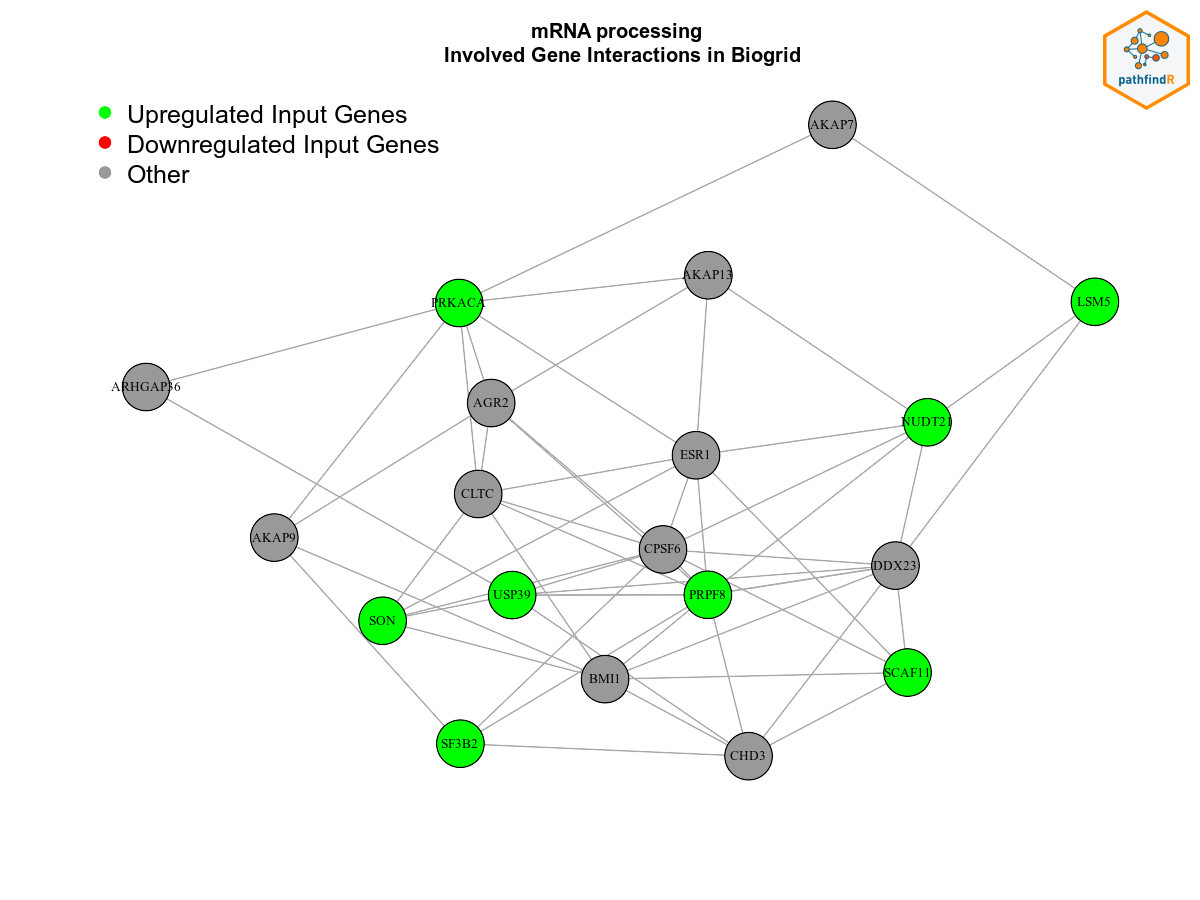 mRNA processing
Involved Gene Interactions in Biogrid
pathfindR
Upregulated Input Genes
Downregulated Input Genes
Other
AKAP7
AKAP13
PRKACA
LSM5
ARHGAP36
AGR2
NUDT21
ESR1
CLTC
AKAP9
CPSF6
DDX23
USP39
PRPF8
SON
SCAF11
BMI1
SF3B2
CHD3